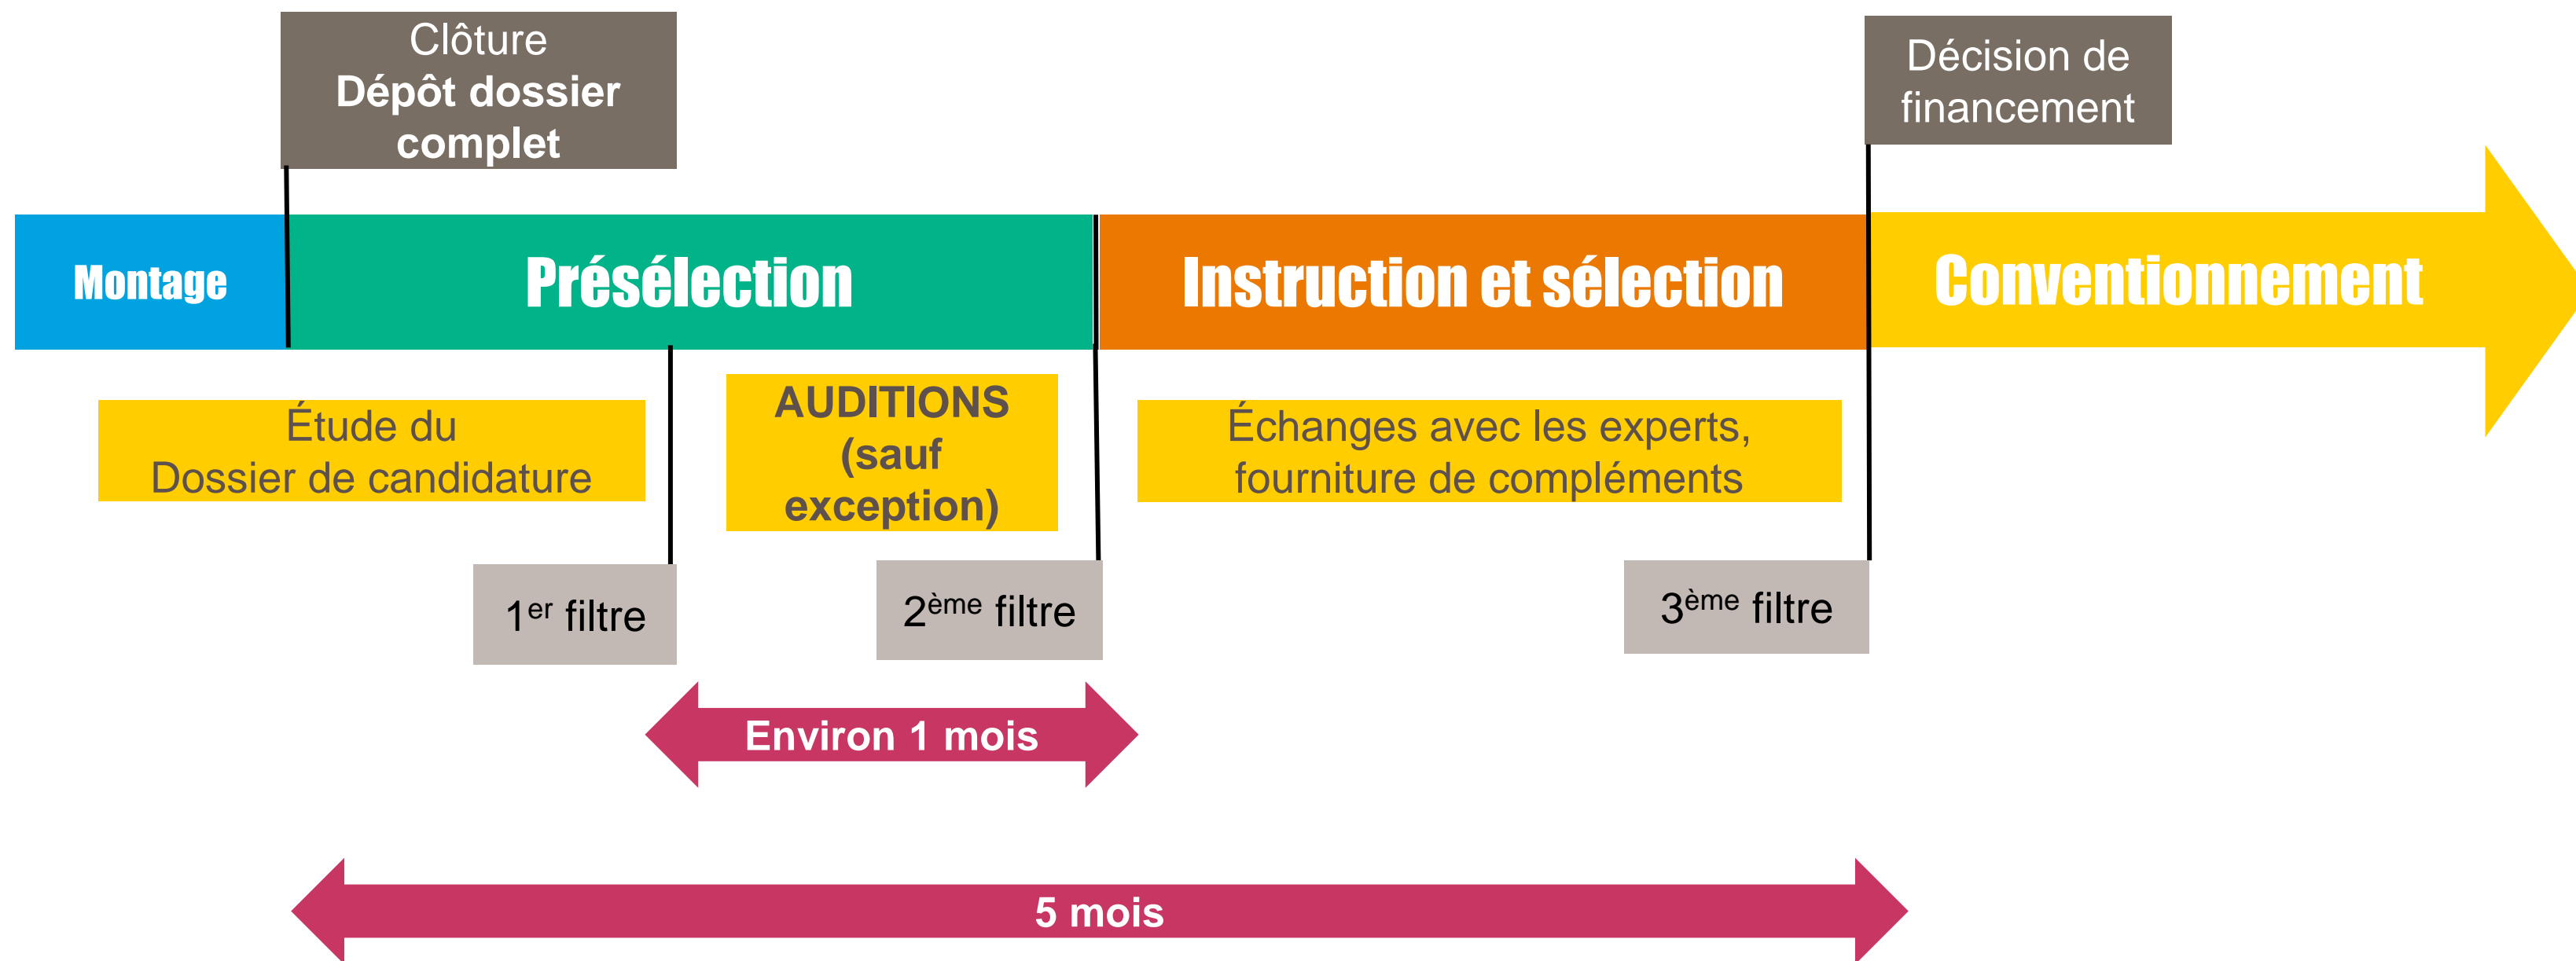 Clôture
Dépôt dossier
complet
Décision de
financement
Montage
Présélection
Instruction et sélection
Conventionnement
Étude du
Dossier de candidature
AUDITIONS
(sauf
exception)
Échanges avec les experts,
fourniture de compléments
1er filtre
2ème filtre
3ème filtre
Environ 1 mois
5 mois